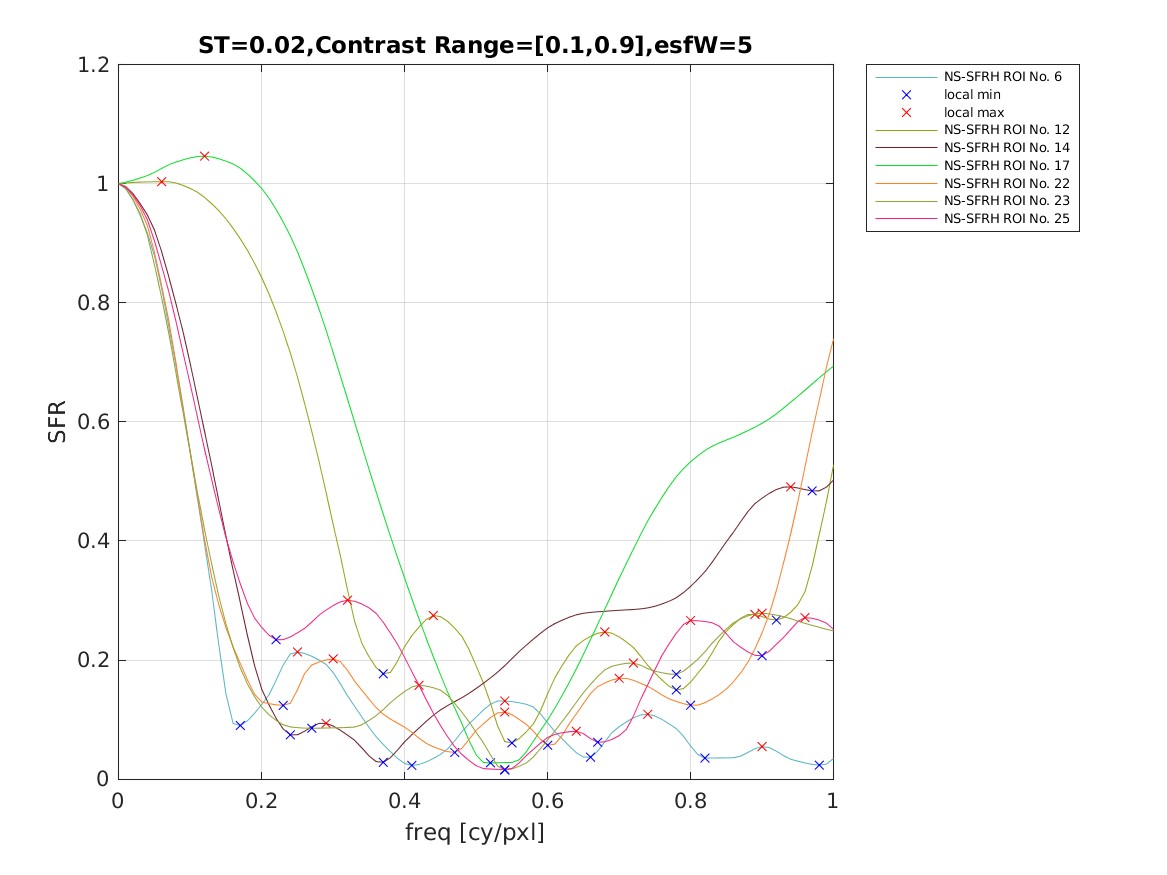 ST=0.02,Contrast Range=[0.1,0.9],esfW=5
1.2
1
0.8
0.6
0.4
0.2
0
SFR
0
0.2
0.4
0.6
0.8
1
freq [cy/pxl]
NS-SFRH ROI No. 6
local min
local max
NS-SFRH ROI No. 12
NS-SFRH ROI No. 14
NS-SFRH ROI No. 17
NS-SFRH ROI No. 22
NS-SFRH ROI No. 23
NS-SFRH ROI No. 25